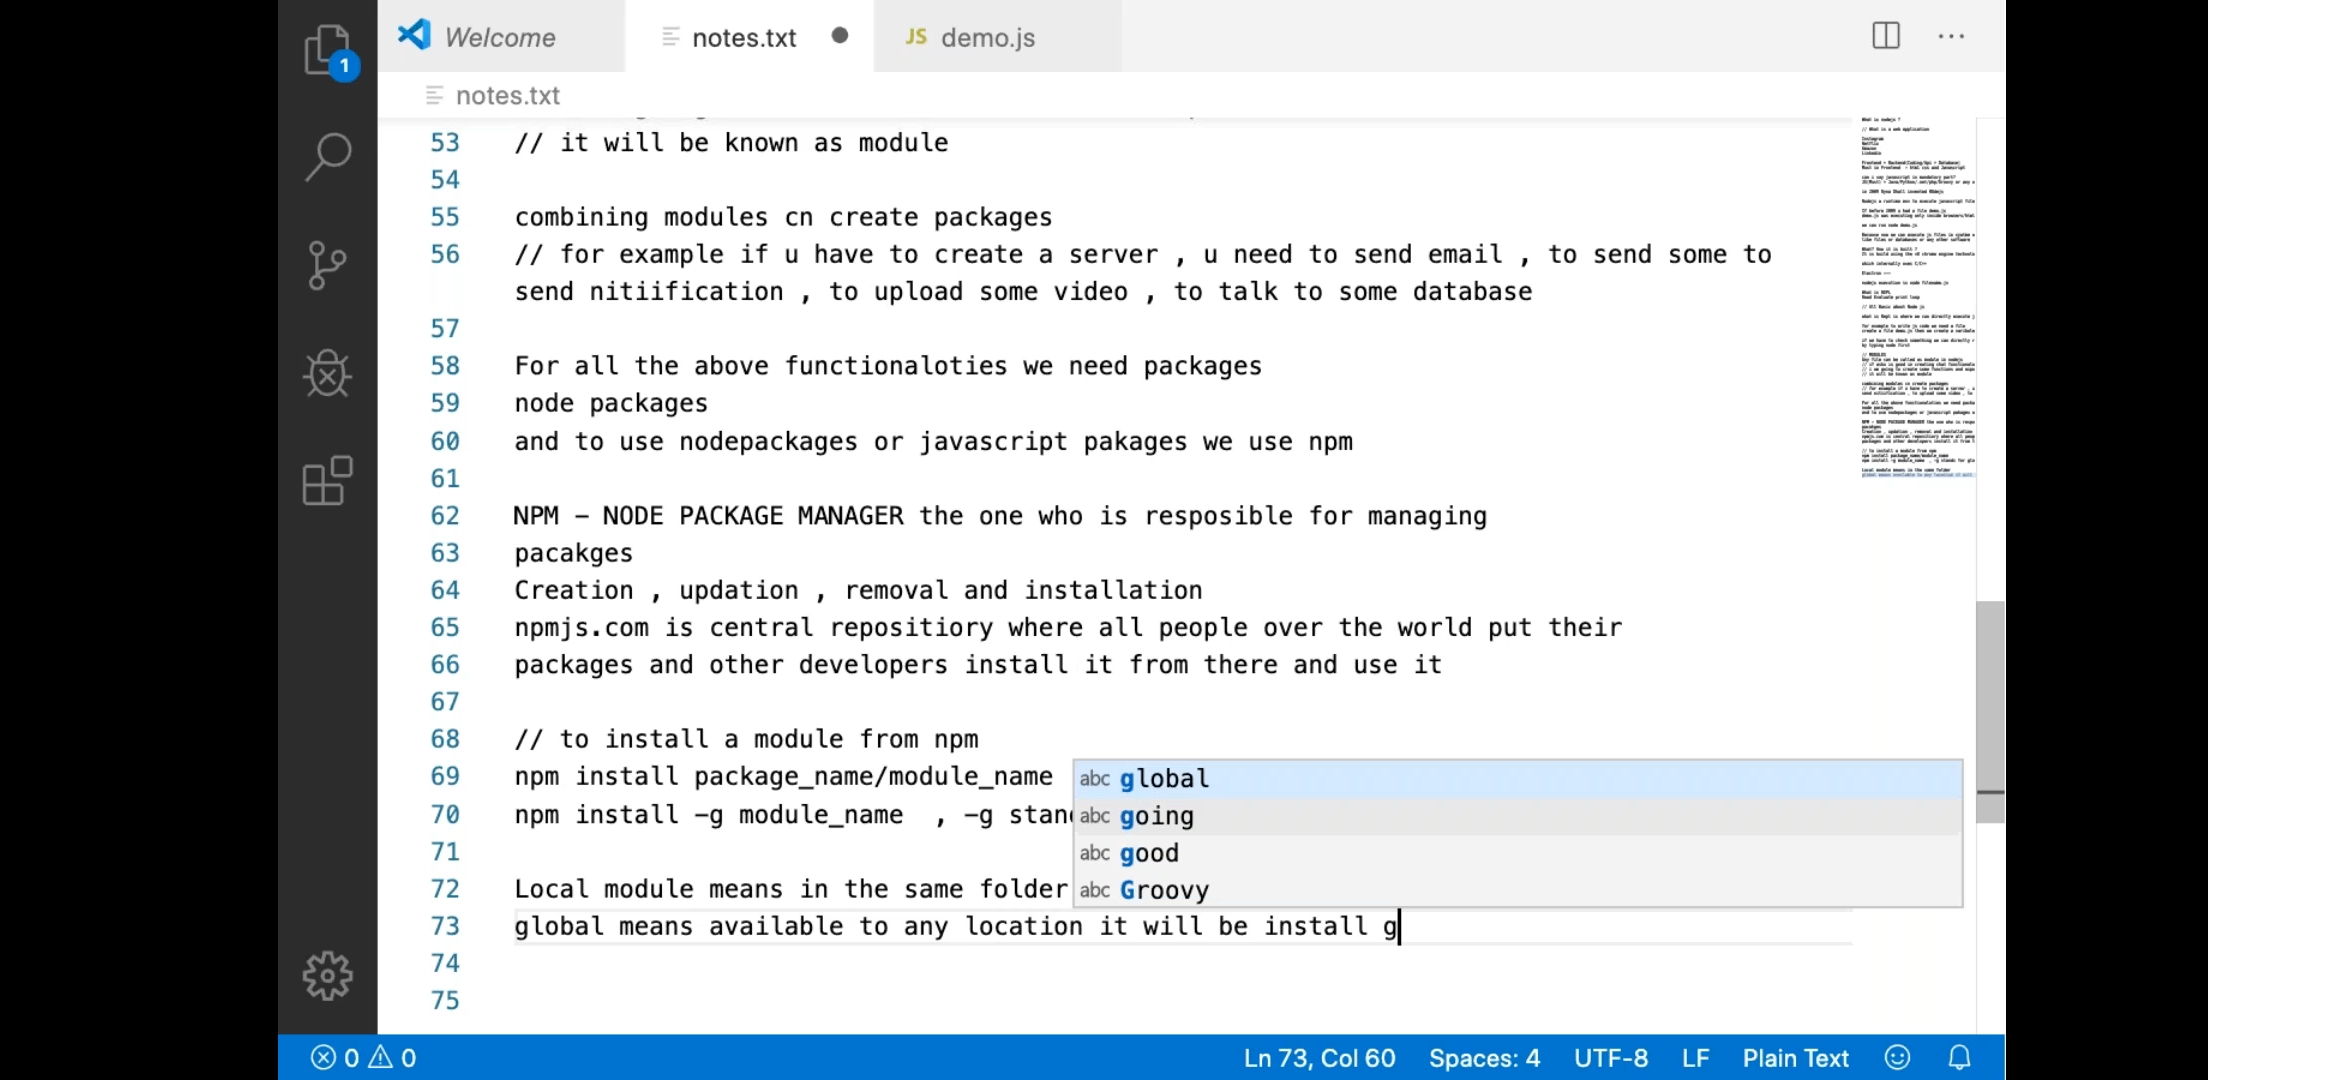 1
Welcome
notes.txt
JS demo.js
notes.txt
53 // it will be known as module
54
55 combining modules cn create packages
56 // for example if u have to create a server , u need to send email , to send some to
send nitiification , to upload some video , to talk to some database
57
58 For all the above functionaloties we need packages
59 node packages
60 and to use nodepackages or javascript pakages we use npm
61
62 NPM – NODE PACKAGE MANAGER the one who is resposible for managing
63 pacakges
64 Creation , updation , removal and installation
65 npmjs.com is central repositiory where all people over the world put their
66 packages and other developers install it from there and use it
67
68 // to install a module from npm
69 npm install package_name/module_name
70 npm install -g module_name , -g stan
71
72 Local module means in the same folder
73 global means available to any location it will be install g
74
75
abc global
abc going
abc good
abc Groovy
0 0
Ln 73, Col 60 Spaces: 4 UTF-8 LF Plain Text